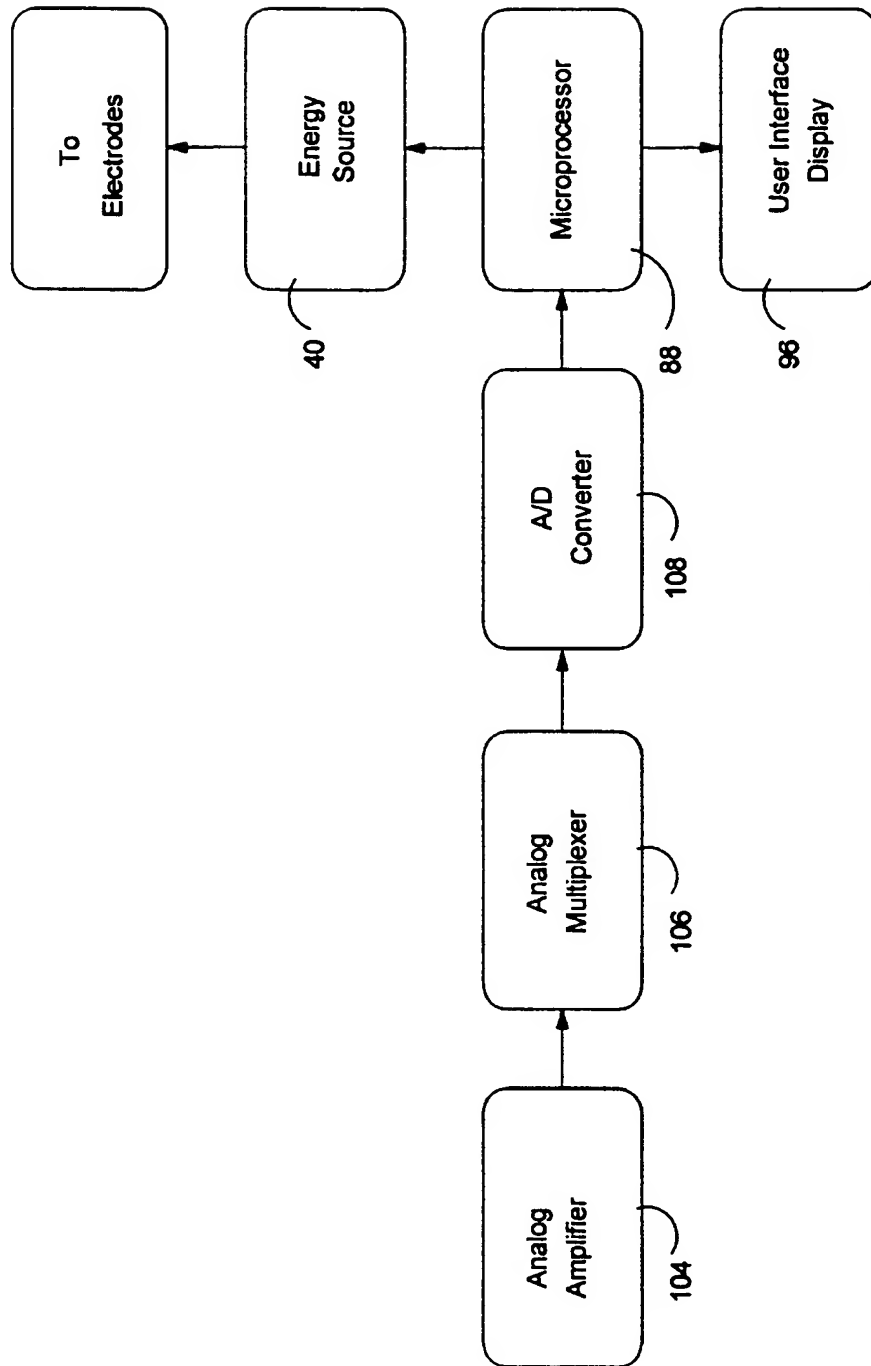 Analog
Amplifier
104
Analog
Multiplexer
106
A/D
Converter
108
Microprocessor
88
Energy
Source
40
To
Electrodes
User Interface
Display
96